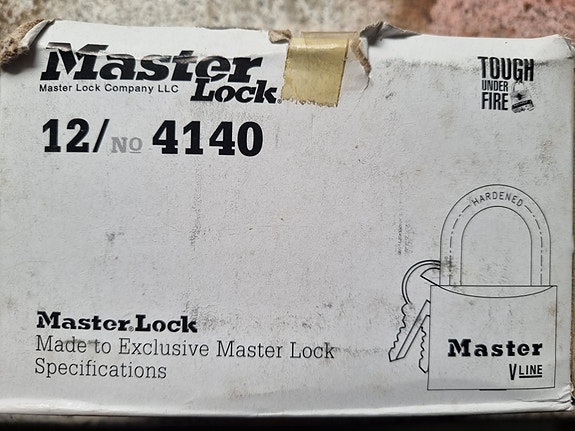 Master Lock®
Master Lock Company LLC
TOUGH
UNDER
FIRE
12/ NO 4140
HARDENED
Master
V LINE
Master®Lock
Made to Exclusive Master Lock
Specifications